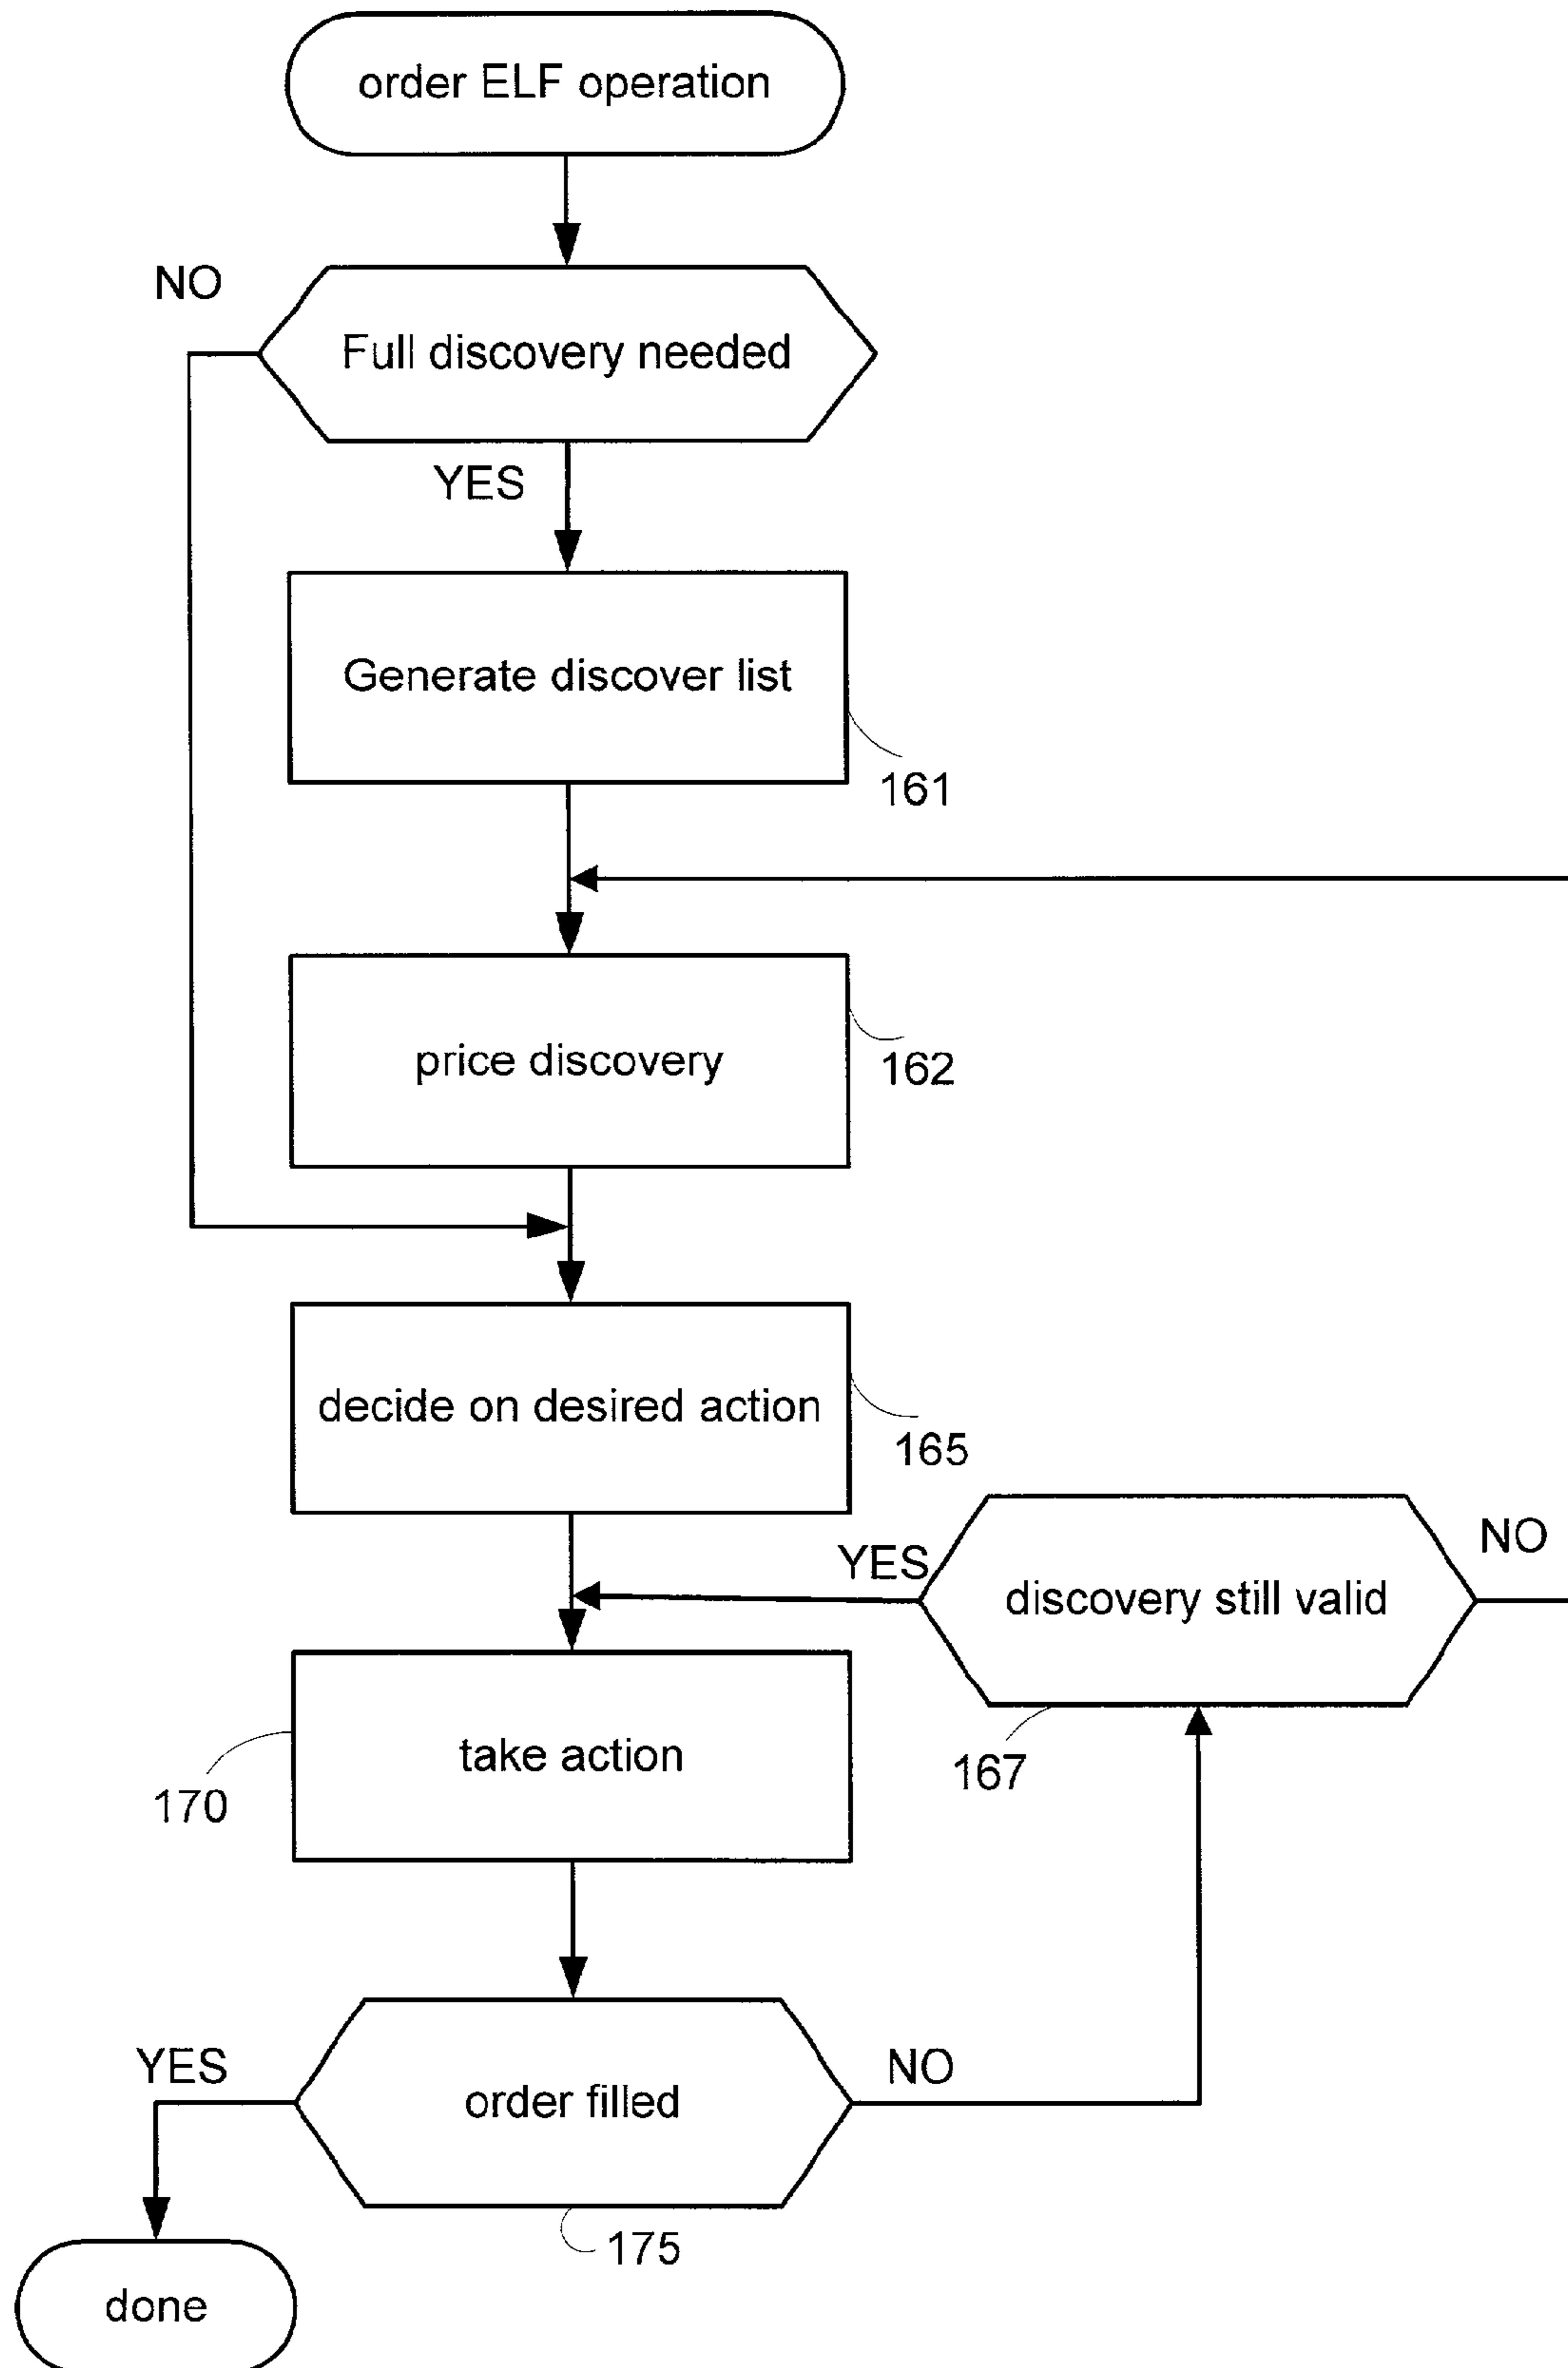 order ELF operation
NO
Full discovery needed
YES
Generate discover list
161
price discovery
162
decide on desired action
165
YES
discovery still valid
NO
take action
170
167
YES
order filled
NO
175
done